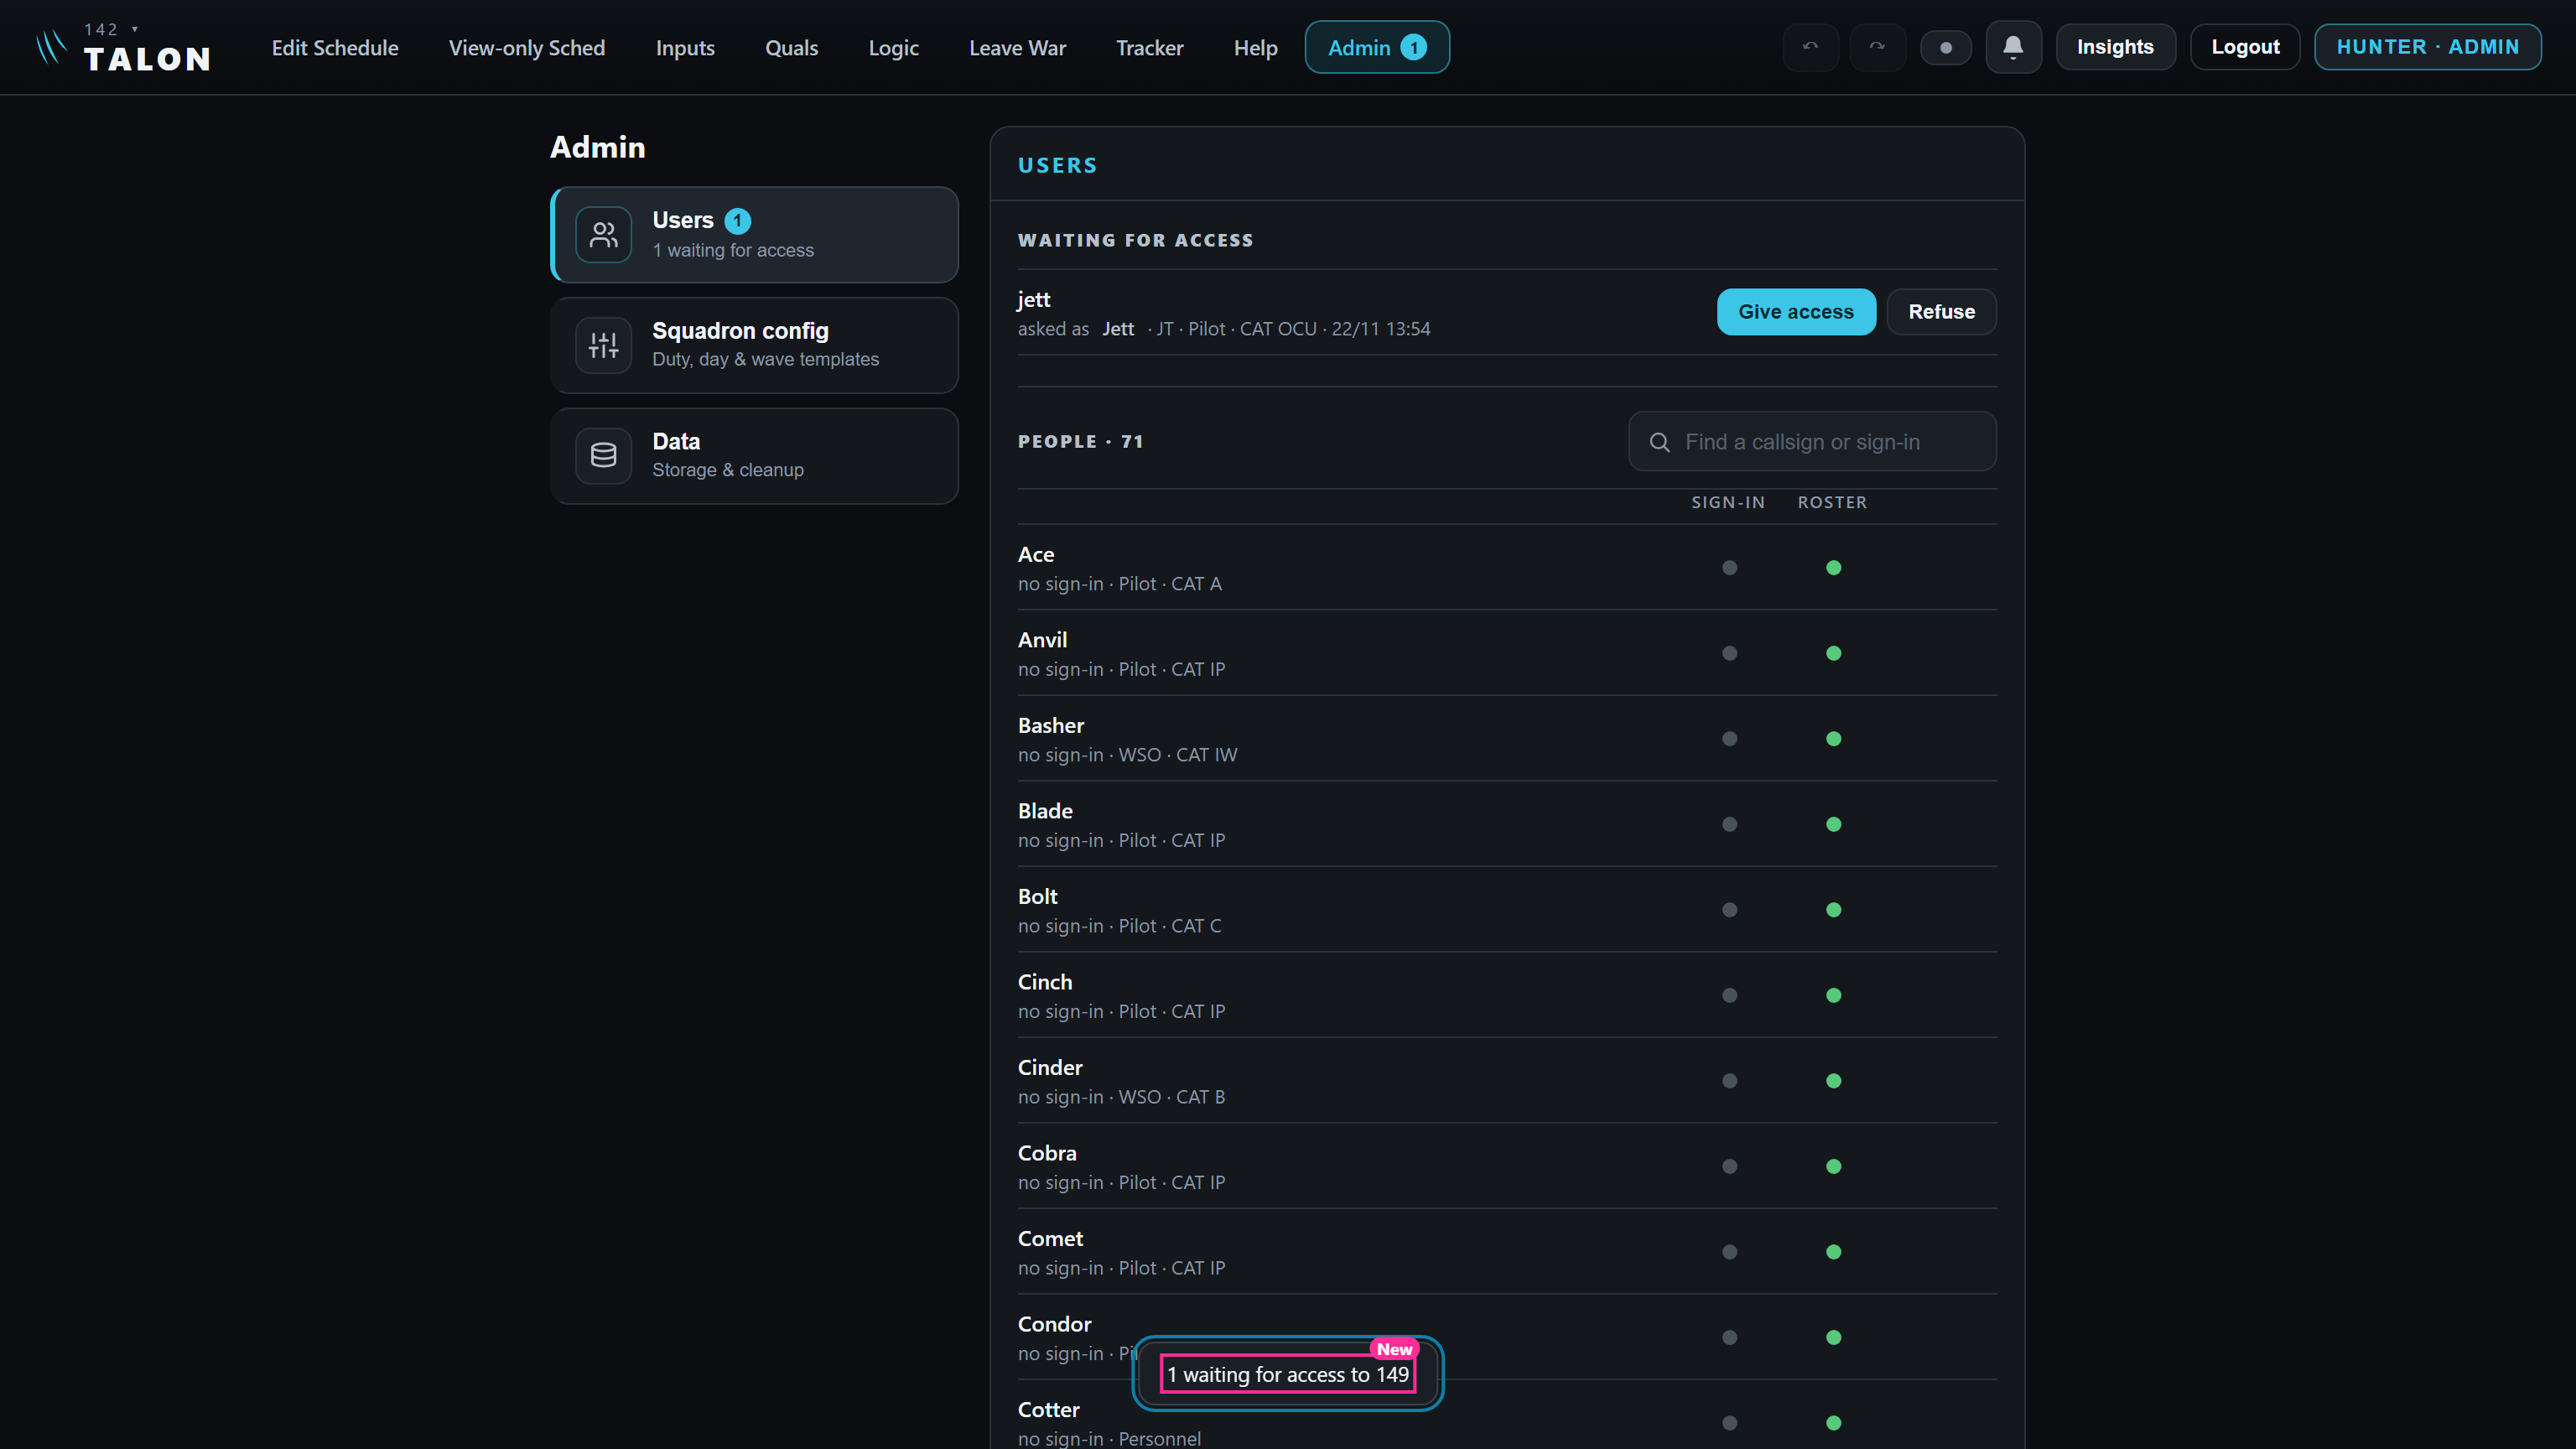 142 ▾
TALON
Edit Schedule
View-only Sched
Inputs
Quals
Logic
Leave War
Tracker
Help
Admin 1
Insights
Logout
HUNTER · ADMIN
Admin
Users 1
1 waiting for access
Squadron config
Duty, day & wave templates
Data
Storage & cleanup
USERS
WAITING FOR ACCESS
jett
asked as Jett · JT · Pilot · CAT OCU · 22/11 13:54
Give access
Refuse
PEOPLE · 71
Find a callsign or sign-in
SIGN-IN ROSTER
Ace
no sign-in · Pilot · CAT A
Anvil
no sign-in · Pilot · CAT IP
Basher
no sign-in · WSO · CAT IW
Blade
no sign-in · Pilot · CAT IP
Bolt
no sign-in · Pilot · CAT C
Cinch
no sign-in · Pilot · CAT IP
Cinder
no sign-in · WSO · CAT B
Cobra
no sign-in · Pilot · CAT IP
Comet
no sign-in · Pilot · CAT IP
Condor
no sign-in ·
New
1 waiting for access to 149
Cotter
no sign-in · Personnel